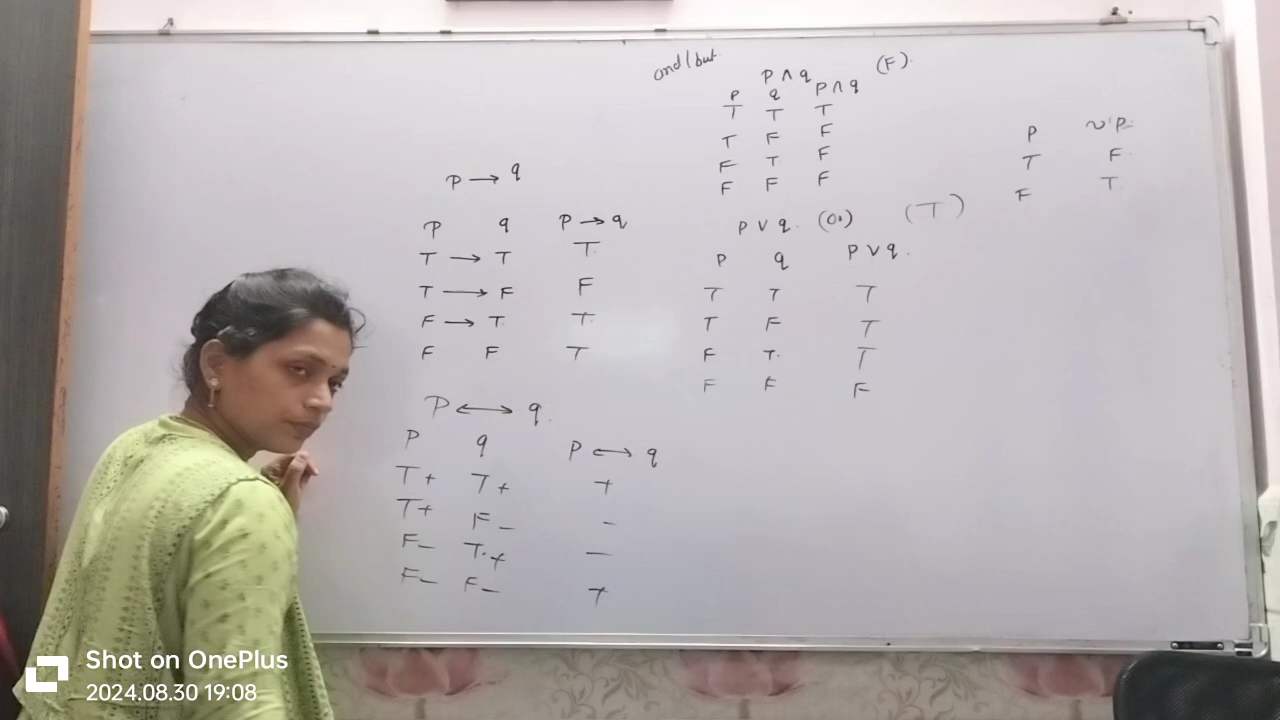 and/but
P ∧ q (F).
P q P ∧ q
T T T
T F F
F T F
F F F
P ~P
T F
F T
P → q
P q P → q
T → T T
T → F F
F → T T
F F T
P ∨ q. (Or) (T)
P q P ∨ q.
T T T
T F T
F T T
F F F
P ↔ q.
P q P ↔ q
T+ T+ +
T+ F- -
F- T+ -
F- F- +
Shot on OnePlus
2024.08.30 19:08